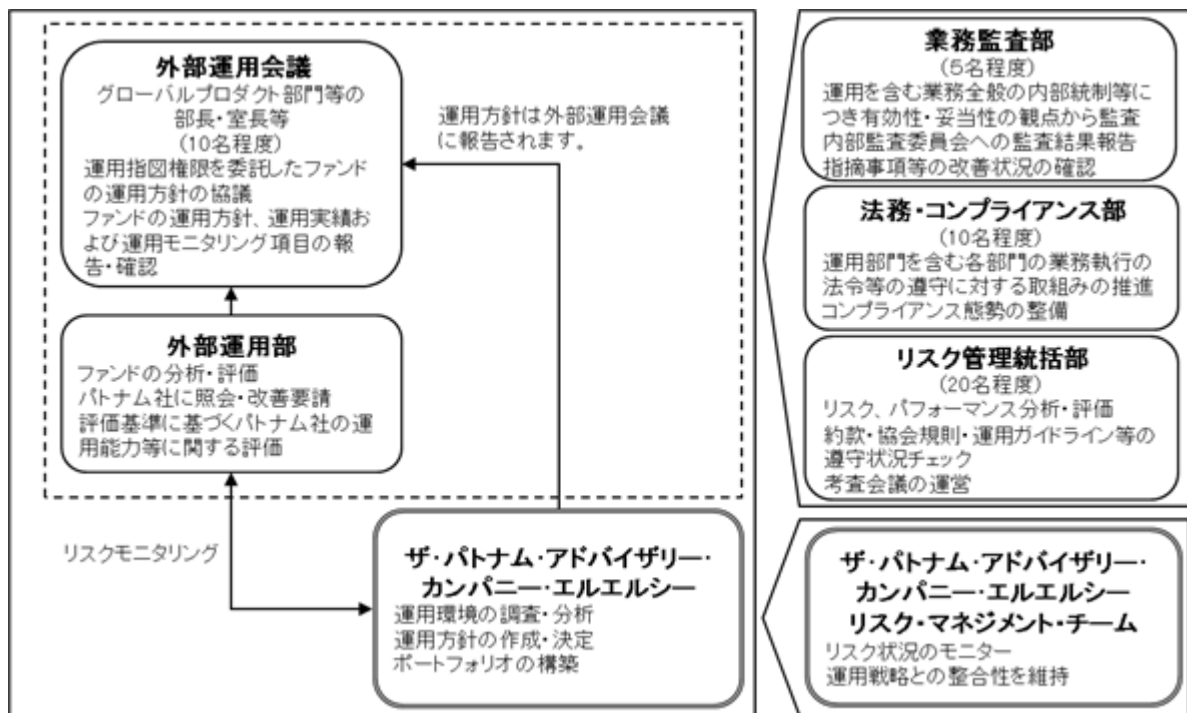 外部運用会議
グローバルプロダクト部門等の
部長・室長等
(10名程度)
運用指図権限を委託したファンド
の運用方針の協議
ファンドの運用方針、運用実績お
よび運用モニタリング項目の報
告・確認
運用方針は外部運用会議
に報告されます。
外部運用部
ファンドの分析・評価
パトナム社に照会・改善要請
評価基準に基づくパトナム社の運
用能力等に関する評価
リスクモニタリング
ザ・パトナム・アドバイザリー・
カンパニー・エルエルシー
運用環境の調査・分析
運用方針の作成・決定
ポートフォリオの構築
業務監査部
(5名程度)
運用を含む業務全般の内部統制等に
つき有効性・妥当性の観点から監査
内部監査委員会への監査結果報告
指摘事項等の改善状況の確認
法務・コンプライアンス部
(10名程度)
運用部門を含む各部門の業務執行の
法令等の遵守に対する取組みの推進
コンプライアンス態勢の整備
リスク管理統括部
(20名程度)
リスク、パフォーマンス分析・評価
約款・協会規則・運用ガイドライン等の
遵守状況チェック
考査会議の運営
ザ・パトナム・アドバイザリー・
カンパニー・エルエルシー
リスク・マネジメント・チーム
リスク状況のモニター
運用戦略との整合性を維持